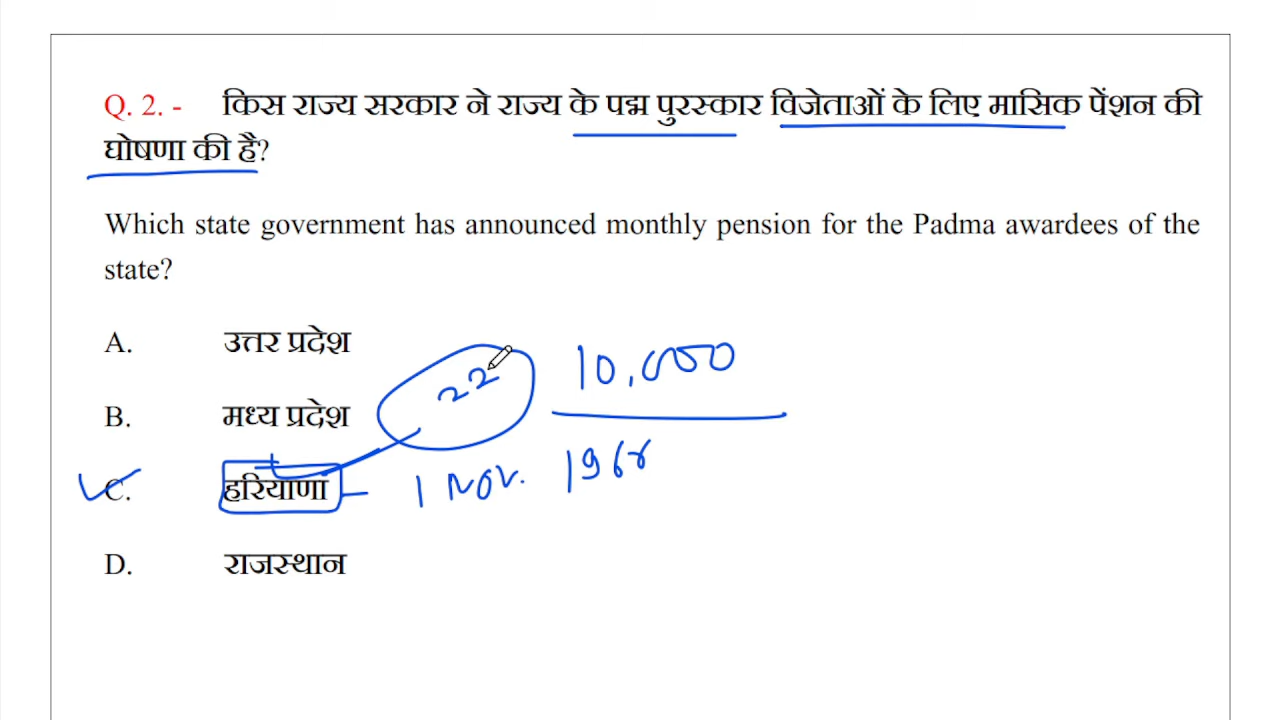 Q. 2. - किस राज्य सरकार ने राज्य के पद्म पुरस्कार विजेताओं के लिए मासिक पेंशन की
घोषणा की है?
Which state government has announced monthly pension for the Padma awardees of the
state?
A. उत्तर प्रदेश
22 10,000
B. मध्य प्रदेश
C. हरियाणा - 1 Nov. 1966
D. राजस्थान